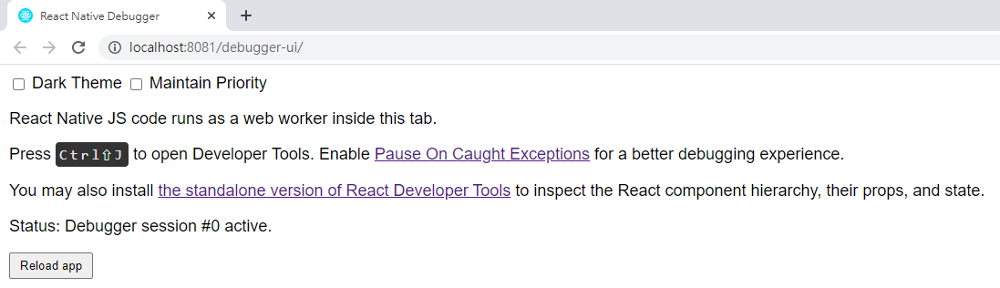 React Native Debugger
localhost:8081/debugger-ui/
Dark Theme Maintain Priority
React Native JS code runs as a web worker inside this tab.
Press Ctrl⇧J to open Developer Tools. Enable Pause On Caught Exceptions for a better debugging experience.
You may also install the standalone version of React Developer Tools to inspect the React component hierarchy, their props, and state.
Status: Debugger session #0 active.
Reload app